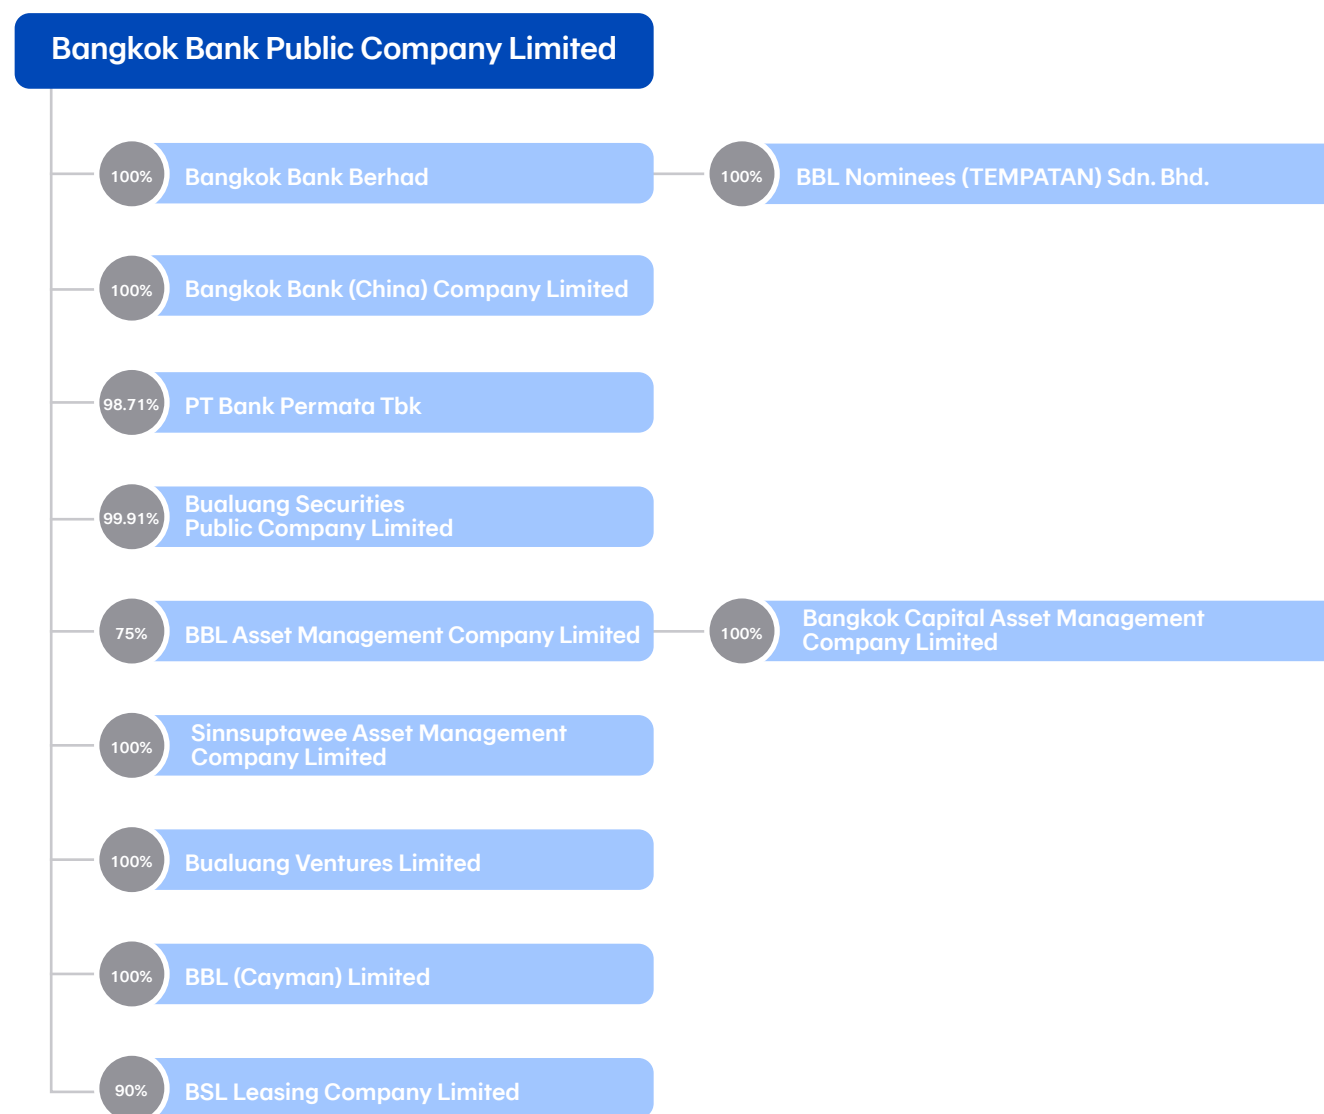 Bangkok Bank Public Company Limited
100%
Bangkok Bank Berhad
100%
BBL Nominees (TEMPATAN) Sdn. Bhd.
100%
Bangkok Bank (China) Company Limited
98.71%
PT Bank Permata Tbk
99.91%
Bualuang Securities
Public Company Limited
75%
BBL Asset Management Company Limited
100%
Bangkok Capital Asset Management
Company Limited
100%
Sinnsuptawee Asset Management
Company Limited
100%
Bualuang Ventures Limited
100%
BBL (Cayman) Limited
90%
BSL Leasing Company Limited